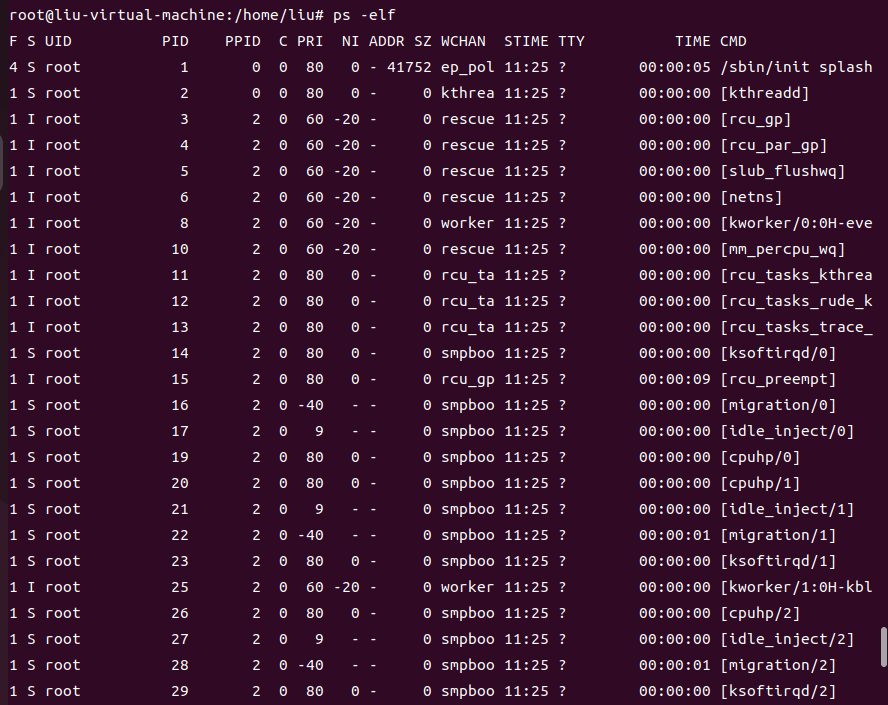 root@liu-virtual-machine:/home/liu# ps -elf
F S UID         PID    PPID  C PRI  NI ADDR SZ WCHAN  STIME TTY          TIME CMD
4 S root          1       0  0  80   0 - 41752 ep_pol 11:25 ?        00:00:05 /sbin/init splash
1 S root          2       0  0  80   0 -     0 kthrea 11:25 ?        00:00:00 [kthreadd]
1 I root          3       2  0  60 -20 -     0 rescue 11:25 ?        00:00:00 [rcu_gp]
1 I root          4       2  0  60 -20 -     0 rescue 11:25 ?        00:00:00 [rcu_par_gp]
1 I root          5       2  0  60 -20 -     0 rescue 11:25 ?        00:00:00 [slub_flushwq]
1 I root          6       2  0  60 -20 -     0 rescue 11:25 ?        00:00:00 [netns]
1 I root          8       2  0  60 -20 -     0 worker 11:25 ?        00:00:00 [kworker/0:0H-eve
1 I root         10       2  0  60 -20 -     0 rescue 11:25 ?        00:00:00 [mm_percpu_wq]
1 I root         11       2  0  80   0 -     0 rcu_ta 11:25 ?        00:00:00 [rcu_tasks_kthrea
1 I root         12       2  0  80   0 -     0 rcu_ta 11:25 ?        00:00:00 [rcu_tasks_rude_k
1 I root         13       2  0  80   0 -     0 rcu_ta 11:25 ?        00:00:00 [rcu_tasks_trace_
1 S root         14       2  0  80   0 -     0 smpboo 11:25 ?        00:00:00 [ksoftirqd/0]
1 I root         15       2  0  80   0 -     0 rcu_gp 11:25 ?        00:00:09 [rcu_preempt]
1 S root         16       2  0 -40   - -     0 smpboo 11:25 ?        00:00:00 [migration/0]
1 S root         17       2  0   9   - -     0 smpboo 11:25 ?        00:00:00 [idle_inject/0]
1 S root         19       2  0  80   0 -     0 smpboo 11:25 ?        00:00:00 [cpuhp/0]
1 S root         20       2  0  80   0 -     0 smpboo 11:25 ?        00:00:00 [cpuhp/1]
1 S root         21       2  0   9   - -     0 smpboo 11:25 ?        00:00:00 [idle_inject/1]
1 S root         22       2  0 -40   - -     0 smpboo 11:25 ?        00:00:01 [migration/1]
1 S root         23       2  0  80   0 -     0 smpboo 11:25 ?        00:00:00 [ksoftirqd/1]
1 I root         25       2  0  60 -20 -     0 worker 11:25 ?        00:00:00 [kworker/1:0H-kbl
1 S root         26       2  0  80   0 -     0 smpboo 11:25 ?        00:00:00 [cpuhp/2]
1 S root         27       2  0   9   - -     0 smpboo 11:25 ?        00:00:00 [idle_inject/2]
1 S root         28       2  0 -40   - -     0 smpboo 11:25 ?        00:00:01 [migration/2]
1 S root         29       2  0  80   0 -     0 smpboo 11:25 ?        00:00:00 [ksoftirqd/2]